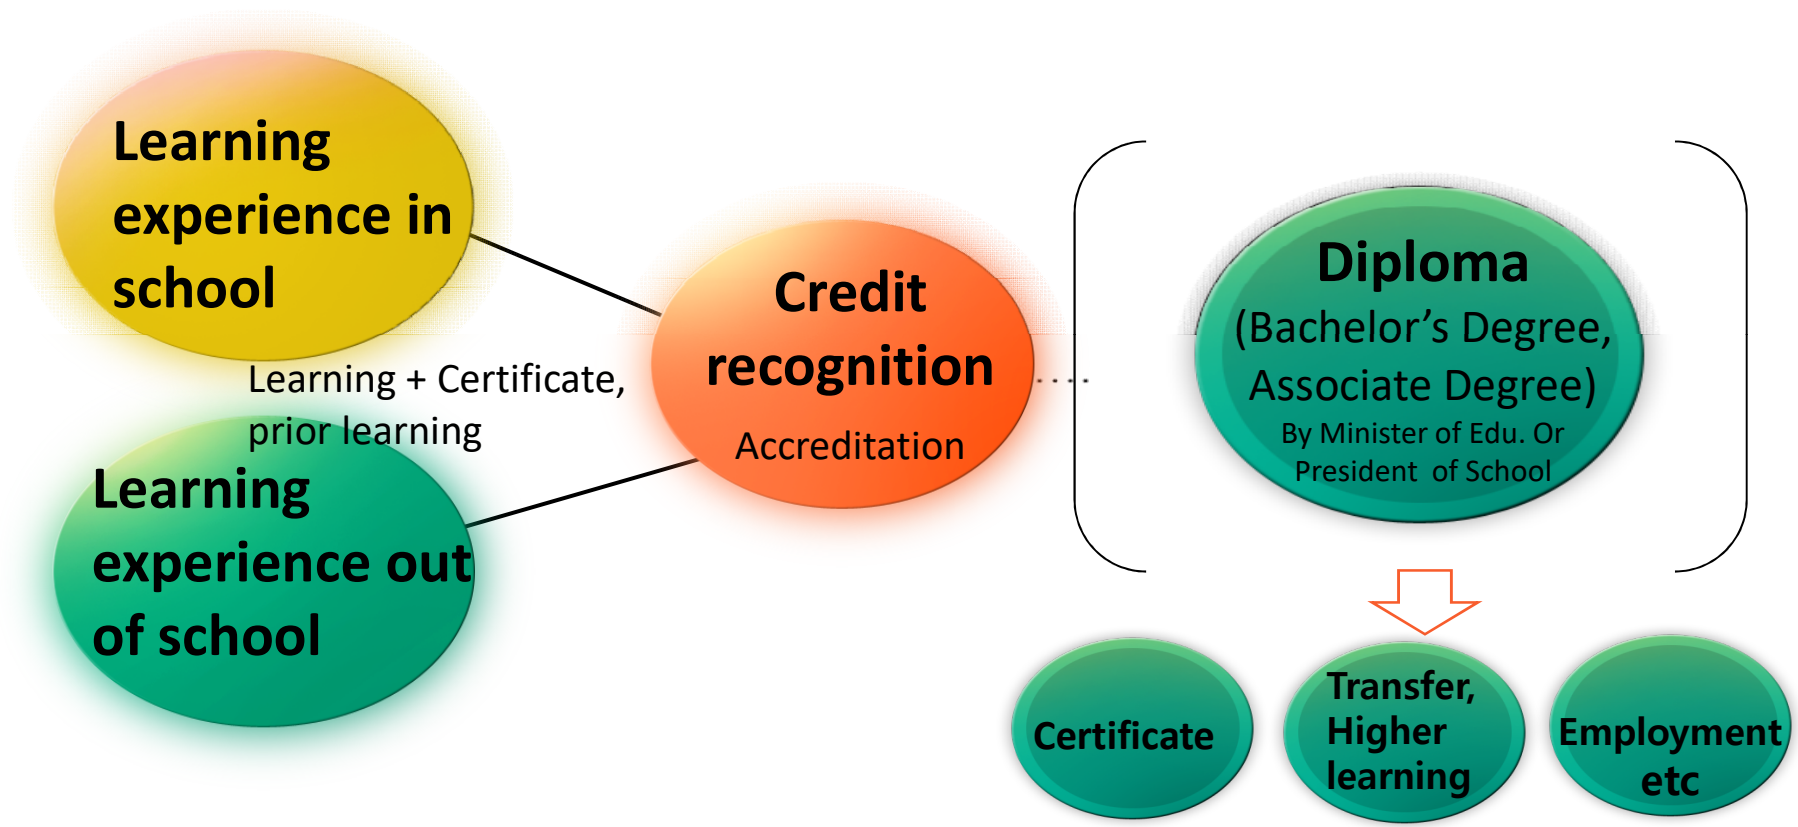 Learning
experience in
school
Learning + Certificate,
prior learning
Learning
experience out
of school
Credit
recognition
Accreditation
Diploma
(Bachelor’s Degree,
Associate Degree)
By Minister of Edu. Or
President of School
Certificate
Transfer,
Higher
learning
Employment
etc